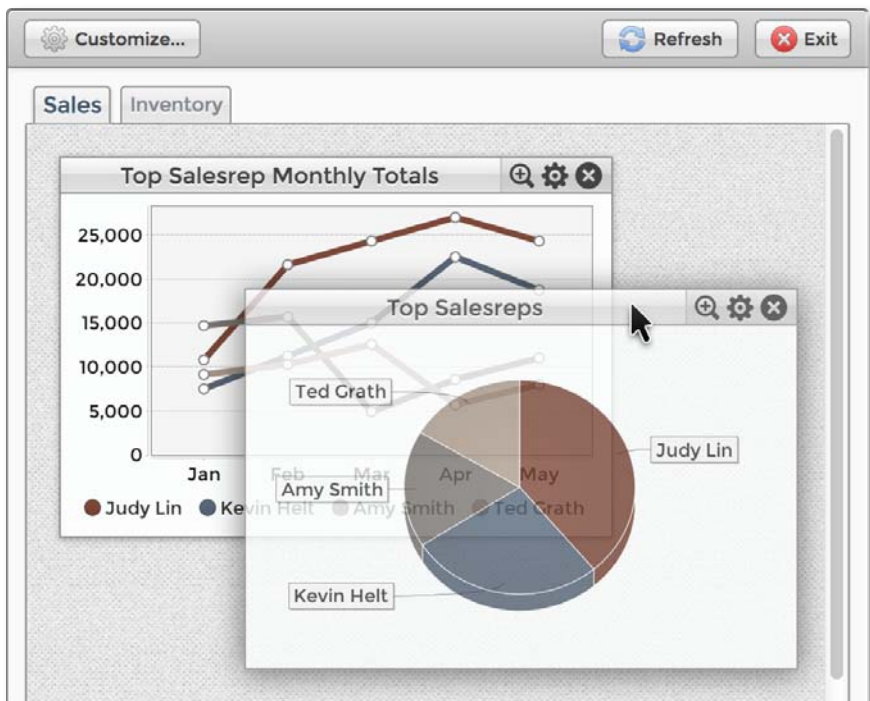 Customize... Refresh Exit
Sales Inventory
Top Salesrep Monthly Totals
25,000
20,000
15,000
10,000
5,000
0
Jan Feb Mar Apr May
Judy Lin Kevin Helt Amy Smith Ted Grath
Top Salesreps
Ted Grath
Judy Lin
Amy Smith
Kevin Helt